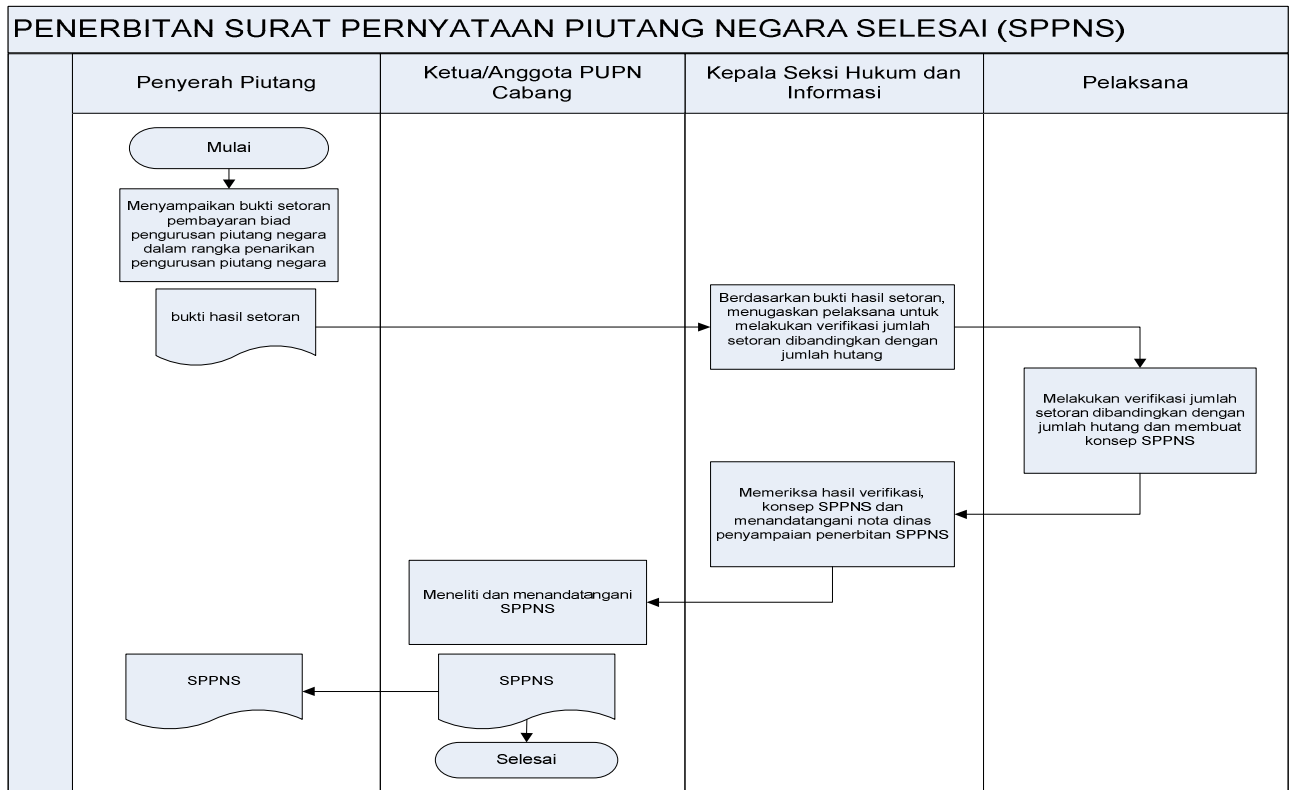 PENERBITAN SURAT PERNYATAAN PIUTANG NEGARA SELESAI (SPPNS)
Penyerah Piutang
Ketua/Anggota PUPN
Cabang
Kepala Seksi Hukum dan
Informasi
Pelaksana
Mulai
Menyampaikan bukti setoran
pembayaran biad
pengurusan piutang negara
dalam rangka penarikan
pengurusan piutang negara
bukti hasil setoran
Berdasarkan bukti hasil setoran,
menugaskan pelaksana untuk
melakukan verifikasi jumlah
setoran dibandingkan dengan
jumlah hutang
Melakukan verifikasi jumlah
setoran dibandingkan dengan
jumlah hutang dan membuat
konsep SPPNS
Memeriksa hasil verifikasi,
konsep SPPNS dan
menandatangani nota dinas
penyampaian penerbitan SPPNS
Meneliti dan menandatangani
SPPNS
SPPNS
SPPNS
Selesai